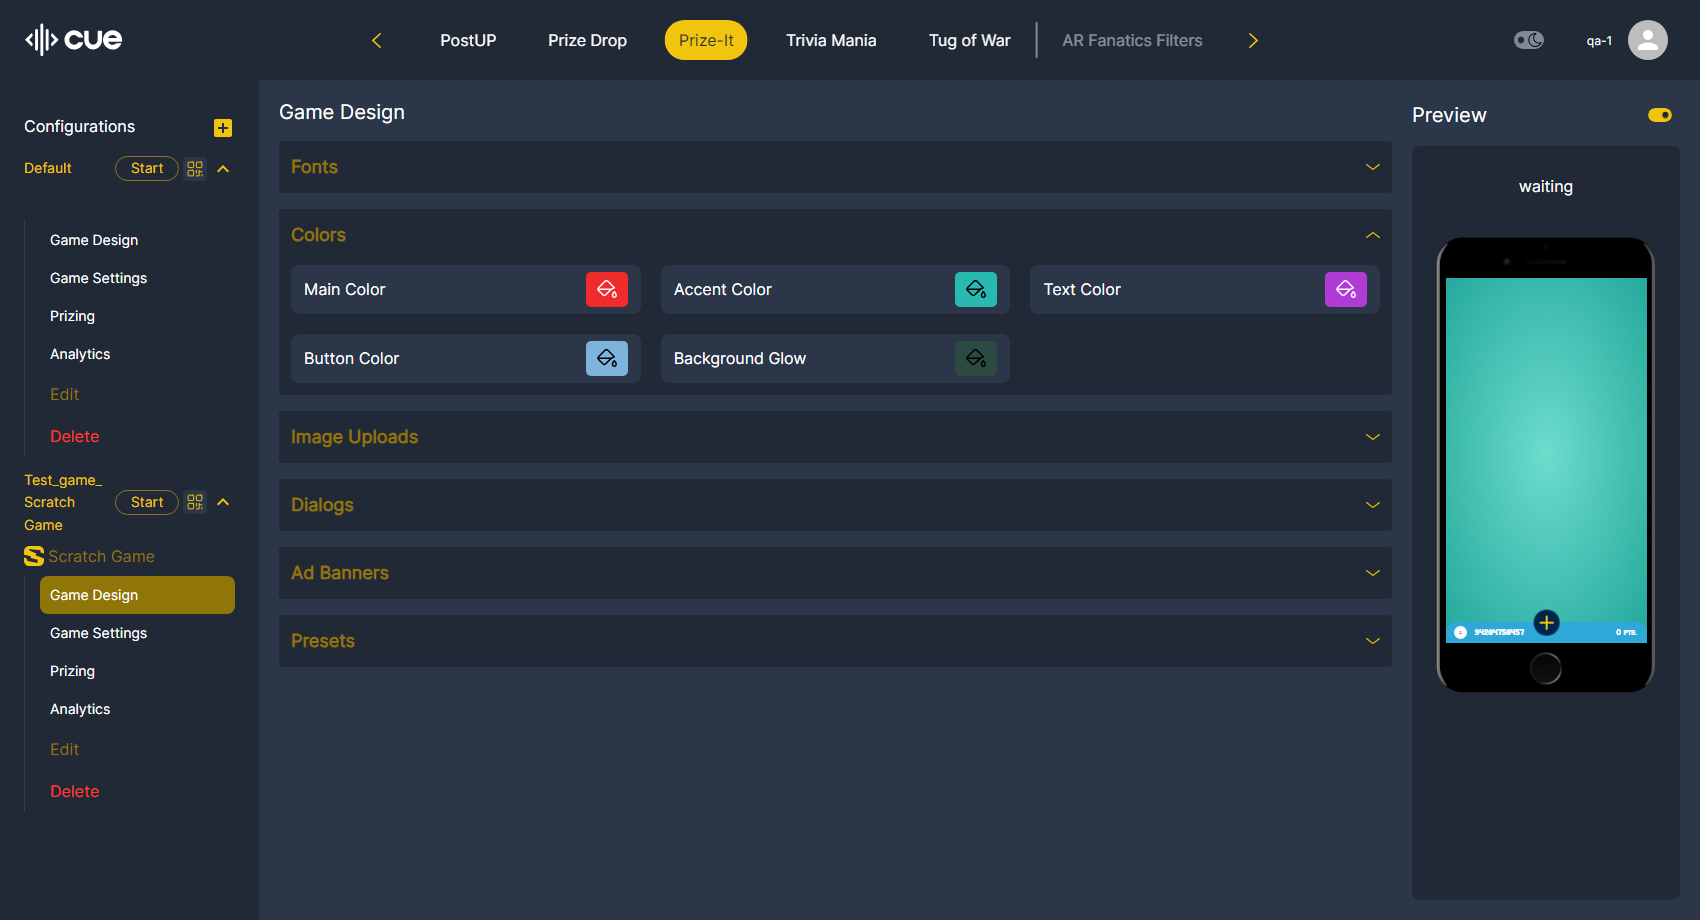 cue
PostUP
Prize Drop
Prize-It
Trivia Mania
Tug of War
AR Fanatics Filters
qa-1
Configurations
Default
Start
Game Design
Game Settings
Prizing
Analytics
Edit
Delete
Test_game_
Scratch
Game
Start
Scratch Game
Game Design
Game Settings
Prizing
Analytics
Edit
Delete
Game Design
Fonts
Colors
Main Color
Accent Color
Text Color
Button Color
Background Glow
Image Uploads
Dialogs
Ad Banners
Presets
Preview
waiting
94284758457
0 PTS.